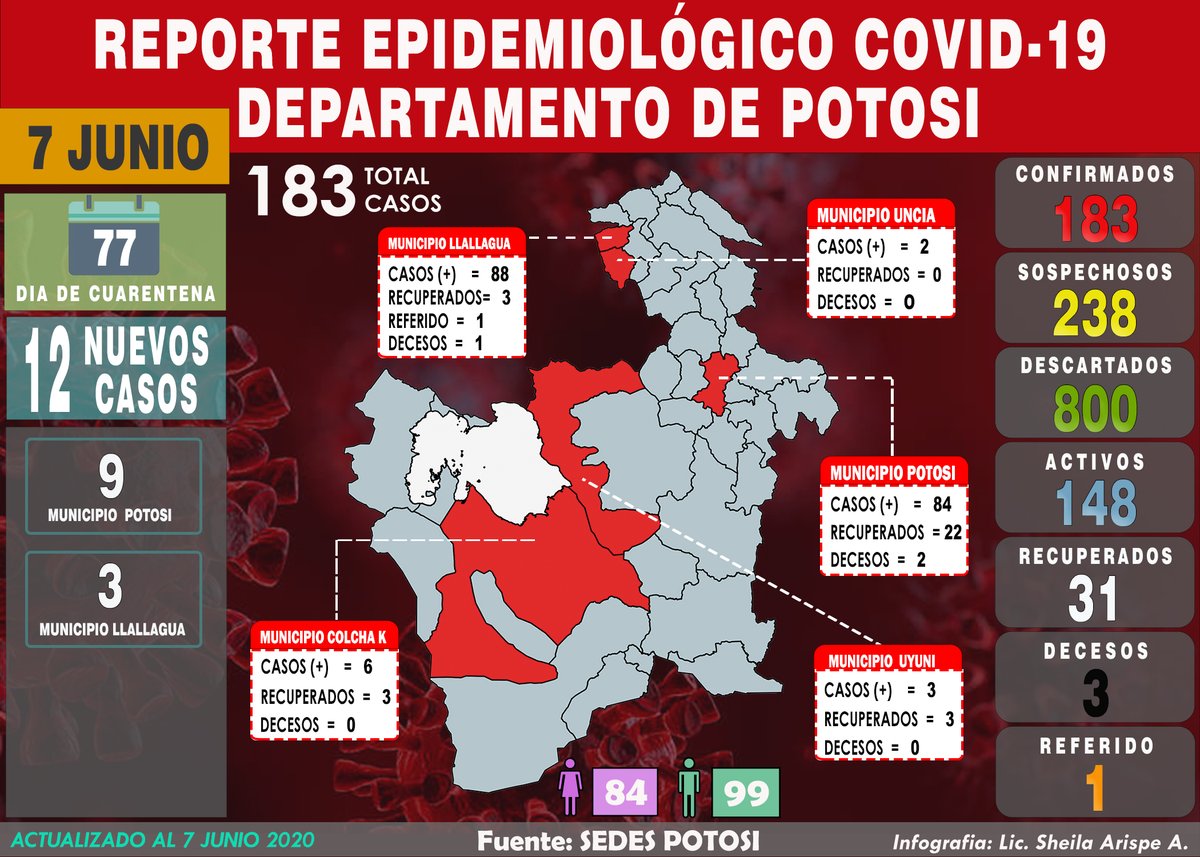 REPORTE EPIDEMIOLÓGICO COVID-19
DEPARTAMENTO DE POTOSI
7 JUNIO
77
DIA DE CUARENTENA
12 NUEVOS
CASOS
9
MUNICIPIO POTOSI
3
MUNICIPIO LLALLAGUA
183 TOTAL
CASOS
MUNICIPIO LLALLAGUA
CASOS (+) = 88
RECUPERADOS= 3
REFERIDO = 1
DECESOS = 1
MUNICIPIO UNCIA
CASOS (+) = 2
RECUPERADOS = 0
DECESOS = 0
MUNICIPIO POTOSI
CASOS (+) = 84
RECUPERADOS = 22
DECESOS = 2
MUNICIPIO COLCHA K
CASOS (+) = 6
RECUPERADOS = 3
DECESOS = 0
MUNICIPIO UYUNI
CASOS (+) = 3
RECUPERADOS = 3
DECESOS = 0
84
99
CONFIRMADOS
183
SOSPECHOSOS
238
DESCARTADOS
800
ACTIVOS
148
RECUPERADOS
31
DECESOS
3
REFERIDO
1
ACTUALIZADO AL 7 JUNIO 2020
Fuente: SEDES POTOSI
Infografia: Lic. Sheila Arispe A.